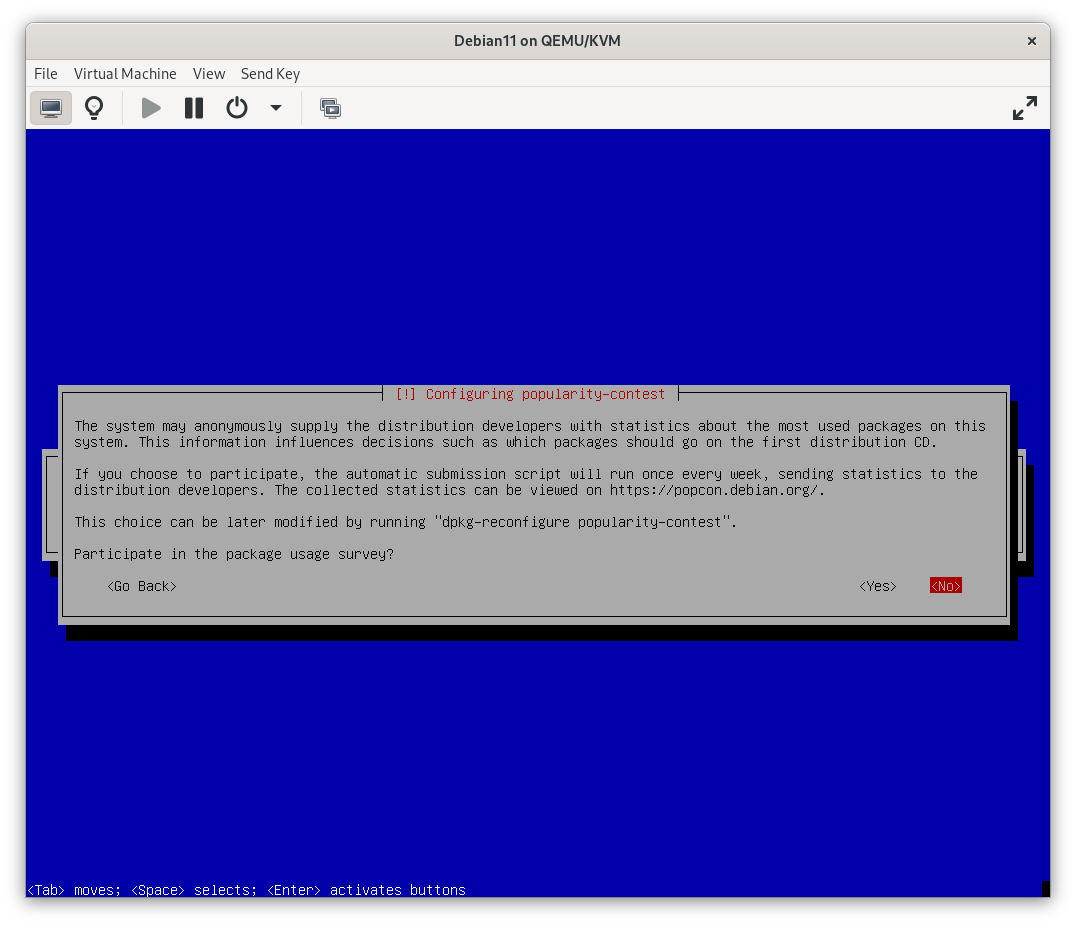 Debian11 on QEMU/KVM
File Virtual Machine View Send Key
[!] Configuring popularity-contest
The system may anonymously supply the distribution developers with statistics about the most used packages on this
system. This information influences decisions such as which packages should go on the first distribution CD.
If you choose to participate, the automatic submission script will run once every week, sending statistics to the
distribution developers. The collected statistics can be viewed on https://popcon.debian.org/.
This choice can be later modified by running "dpkg-reconfigure popularity-contest".
Participate in the package usage survey?
<Go Back> <Yes> <No>
<Tab> moves; <Space> selects; <Enter> activates buttons